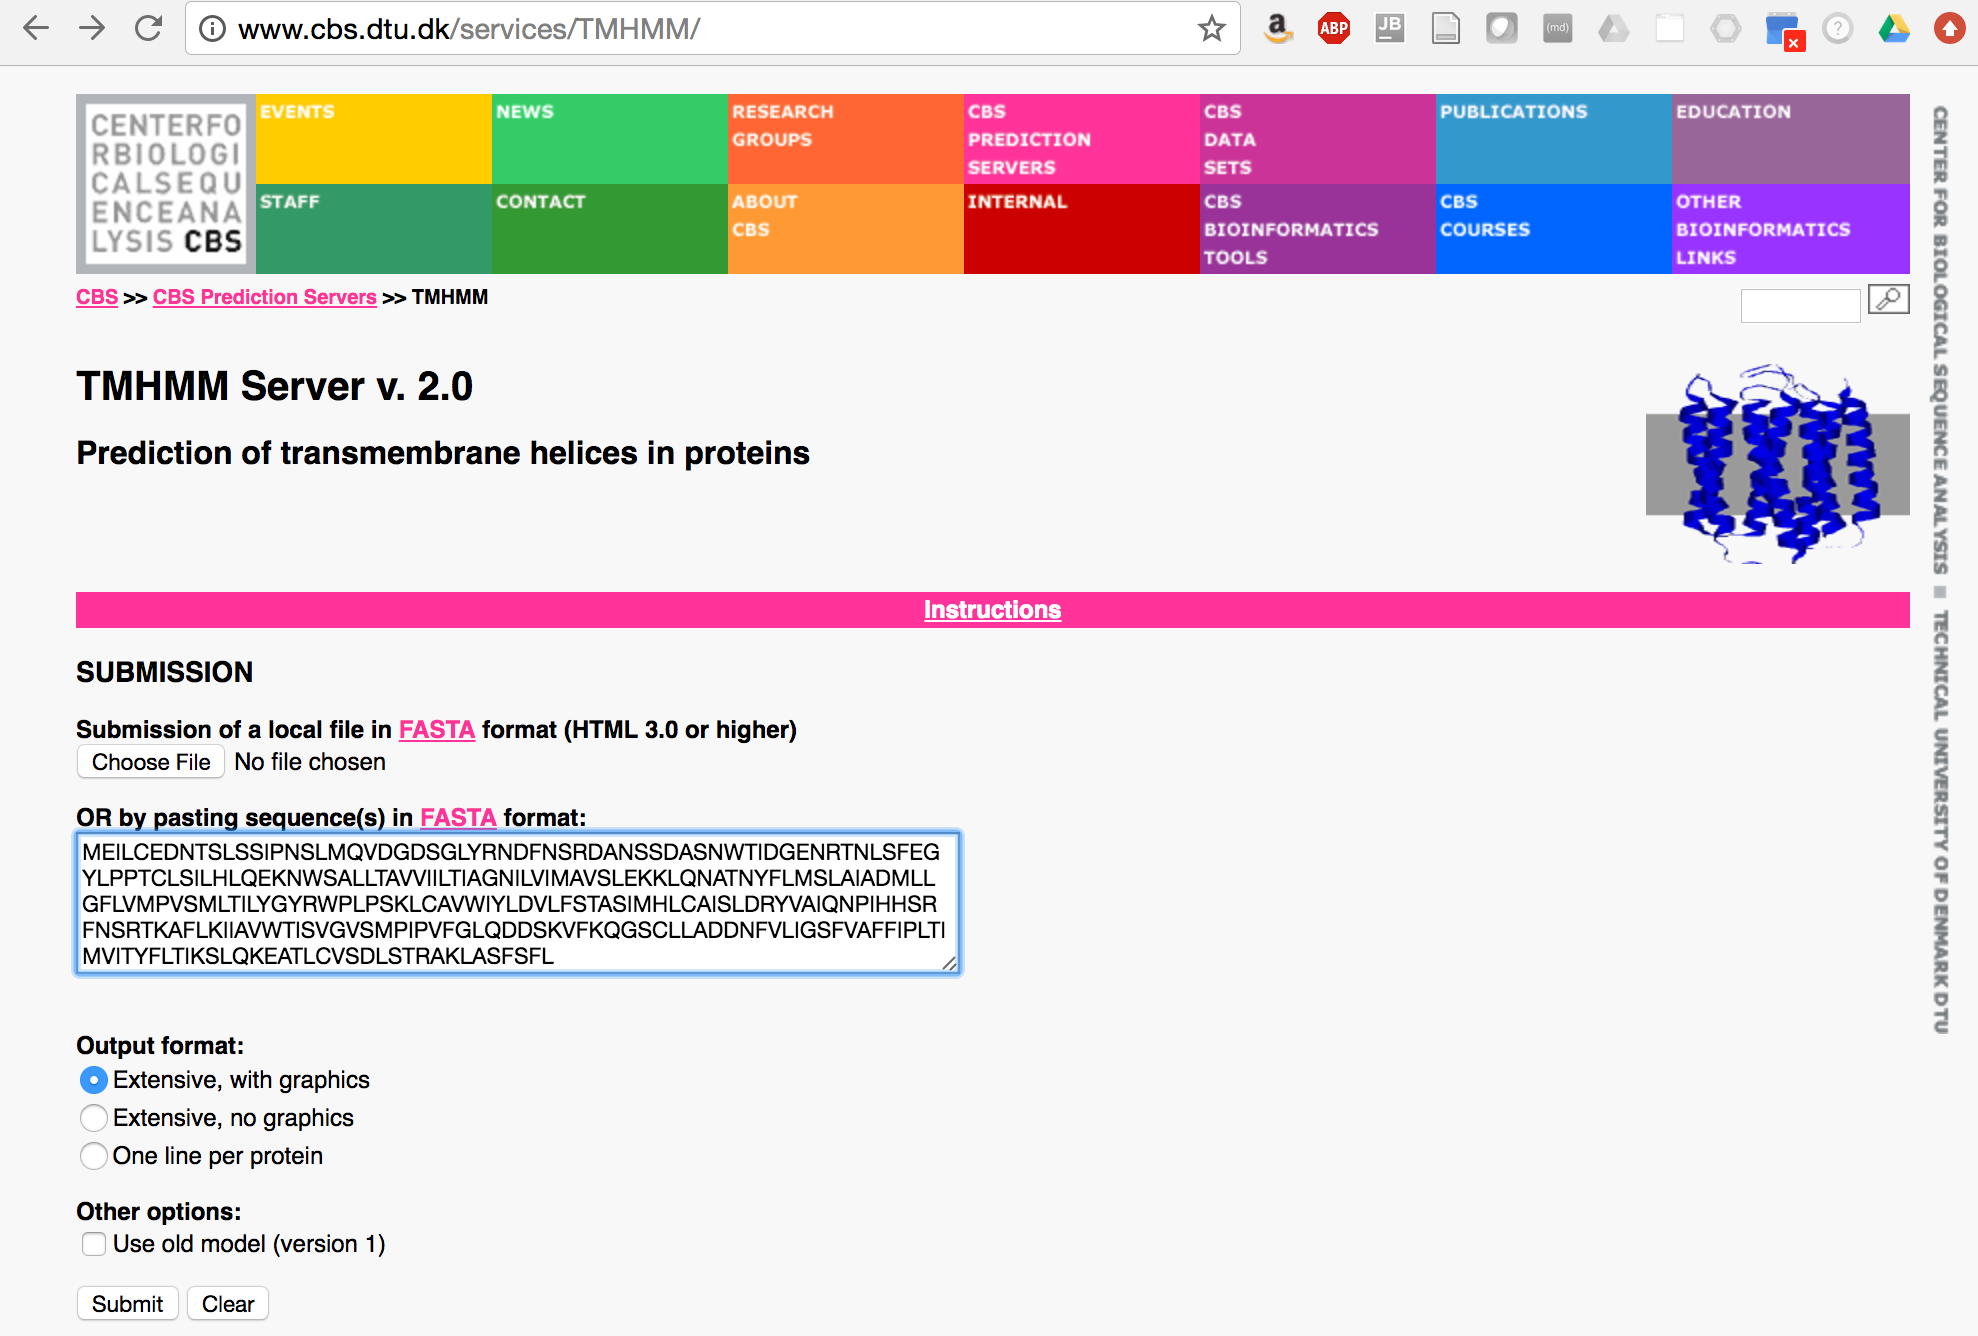 www.cbs.dtu.dk/services/TMHMM/
ABP
JB
(md)
?
CENTERFO
RBIOLOGI
CALSEQU
ENCEANA
LYSIS CBS
EVENTS
NEWS
RESEARCH
GROUPS
CBS
PREDICTION
SERVERS
CBS
DATA
SETS
PUBLICATIONS
EDUCATION
STAFF
CONTACT
ABOUT
CBS
INTERNAL
CBS
BIOINFORMATICS
TOOLS
CBS
COURSES
OTHER
BIOINFORMATICS
LINKS
CBS >> CBS Prediction Servers >> TMHMM
TMHMM Server v. 2.0
Prediction of transmembrane helices in proteins
Instructions
SUBMISSION
Submission of a local file in FASTA format (HTML 3.0 or higher)
Choose File No file chosen
OR by pasting sequence(s) in FASTA format:
MEILCEDNTSLSSIPNSLMQVDGDSGLYRNDFNSRDANSSDASNWTIDGENRTNLSFEG
YLPPTCLSILHLQEKNWSALLTAVVIILTIAGNILVIMAVSLEKKLQNATNYFLMSLAIADMLL
GFLVMPVSMLTILYGYRWPLPSKLCAVWIYLDVLFSTASIMHLCAISLDRYVAIQNPIHHSR
FNSRTKAFLKIIAVWTISVGVSMPIPVFGLQDDSKVFKQGSCLLADDNFVLIGSFVAFFIPLTI
MVITYFLTIKSLQKEATLCVSDLSTRAKLASFSFL
Output format:
Extensive, with graphics
Extensive, no graphics
One line per protein
Other options:
Use old model (version 1)
Submit Clear
CENTER FOR BIOLOGICAL SEQUENCE ANALYSIS ■ TECHNICAL UNIVERSITY OF DENMARK DTU